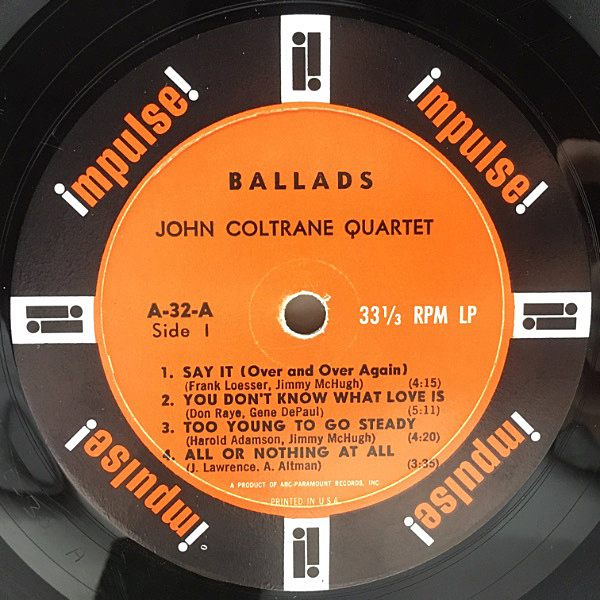 impulse!
impulse!
BALLADS
JOHN COLTRANE QUARTET
A-32-A
Side 1
33⅓ RPM LP
1. SAY IT (Over and Over Again)
(Frank Loesser, Jimmy McHugh) (4:15)
2. YOU DON'T KNOW WHAT LOVE IS
(Don Raye, Gene DePaul) (5:11)
3. TOO YOUNG TO GO STEADY
(Harold Adamson, Jimmy McHugh) (4:20)
4. ALL OR NOTHING AT ALL
(J. Lawrence. A. Altman) (3:35)
A PRODUCT OF ABC-PARAMOUNT RECORDS, INC.
PRINTED IN U.S.A.
impulse!
impulse!